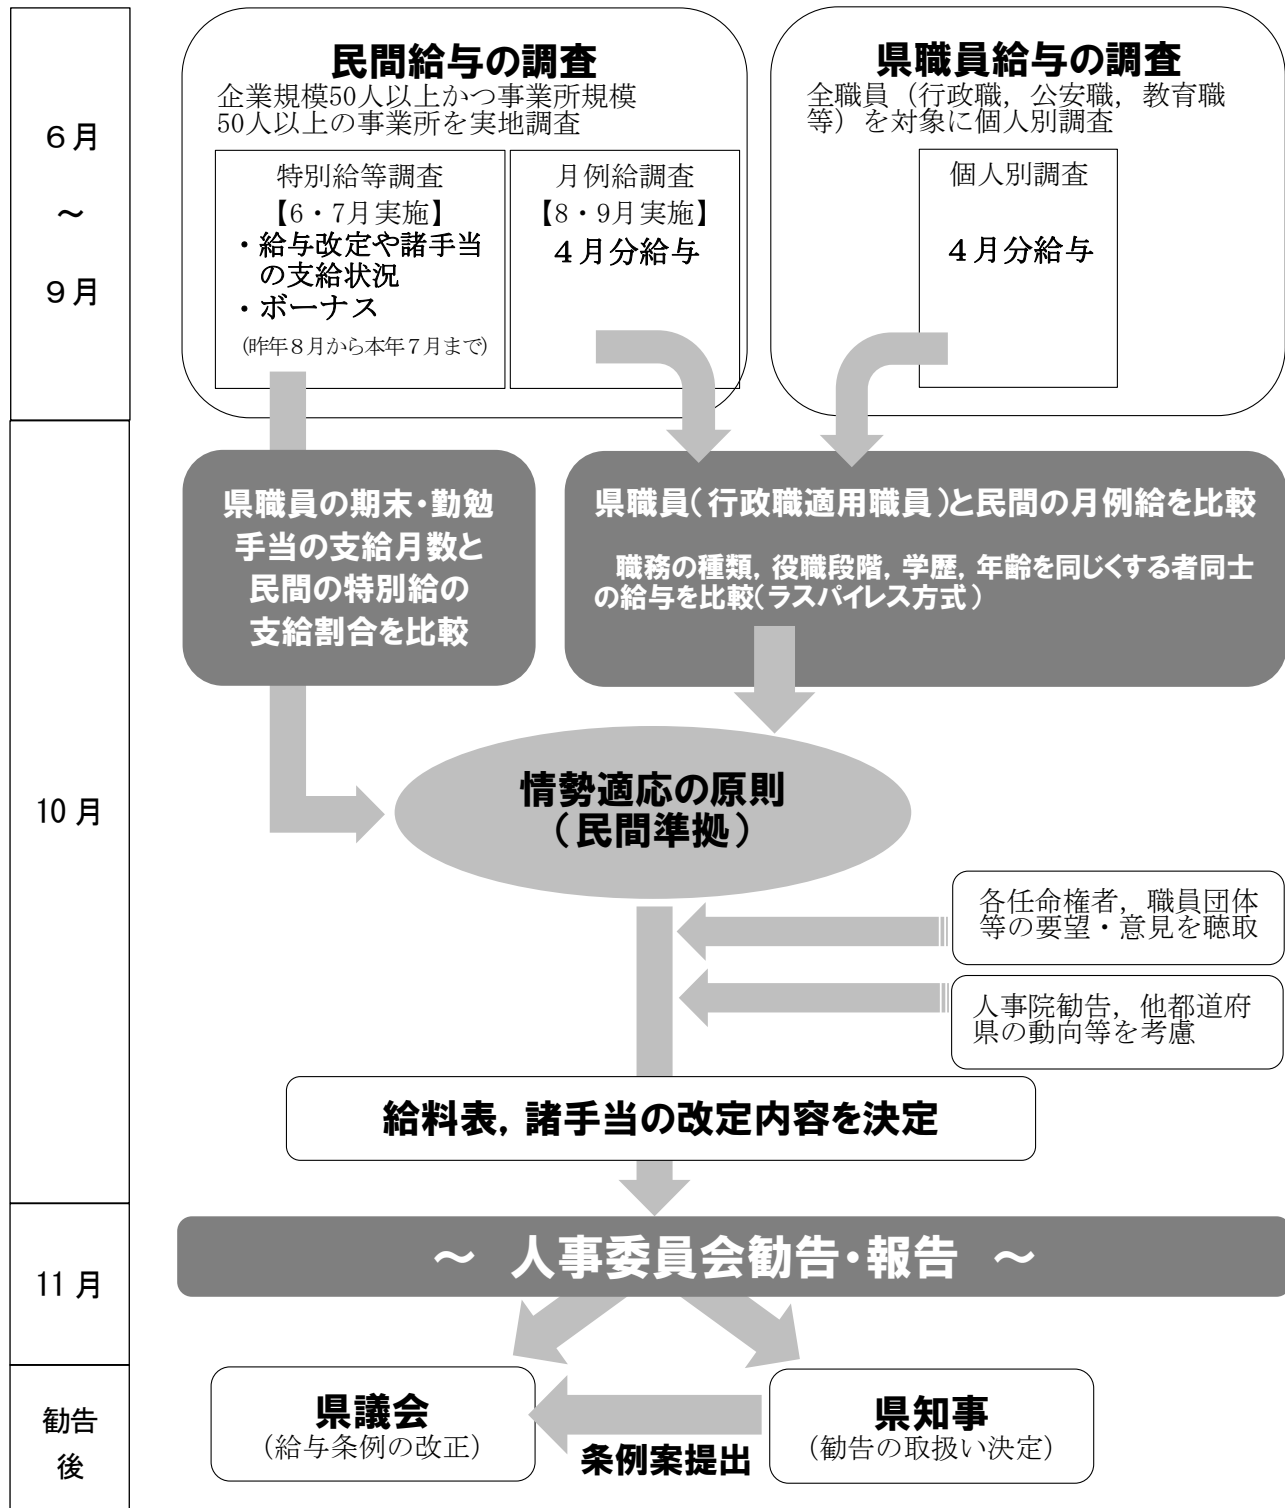 ６月
～
９月
民間給与の調査
企業規模50人以上かつ事業所規模
50人以上の事業所を実地調査
特別給等調査
【6・7月実施】
・給与改定や諸手当
の支給状況
・ボーナス
(昨年８月から本年７月まで)
月例給調査
【8・9月実施】
４月分給与
県職員給与の調査
全職員（行政職，公安職，教育職
等）を対象に個人別調査
個人別調査
４月分給与
10月
県職員の期末・勤勉
手当の支給月数と
民間の特別給の
支給割合を比較
県職員（行政職適用職員）と民間の月例給を比較
職務の種類，役職段階，学歴，年齢を同じくする者同士
の給与を比較（ラスパイレス方式）
情勢適応の原則
（民間準拠）
各任命権者，職員団体
等の要望・意見を聴取
人事院勧告，他都道府
県の動向等を考慮
給料表，諸手当の改定内容を決定
11月
～ 人事委員会勧告・報告 ～
勧告
後
県議会
（給与条例の改正）
条例案提出
県知事
（勧告の取扱い決定）